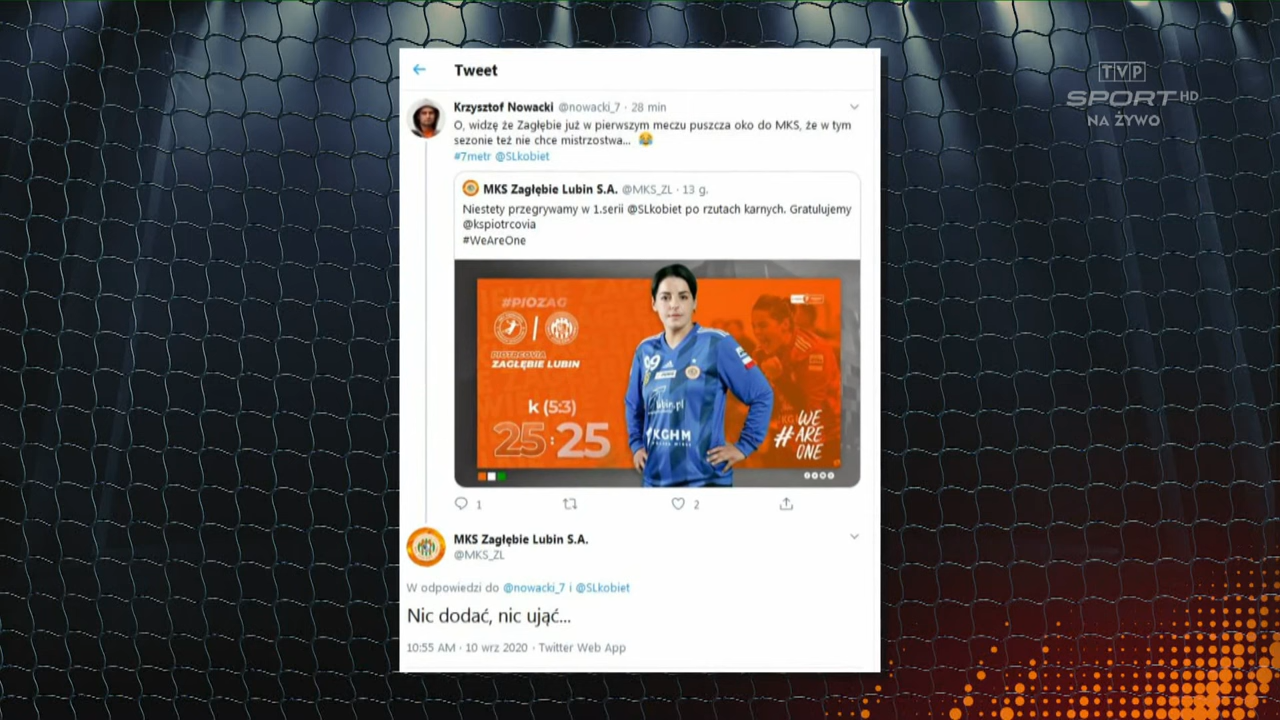 TVP
SPORT HD
NA ŻYWO
Tweet
Krzysztof Nowacki @nowacki_7 · 28 min
O, widzę że Zagłębie już w pierwszym meczu puszcza oko do MKS, że w tym
sezonie też nie chce mistrzostwa... 😂
#7metr @SLkobiet
MKS Zagłębie Lubin S.A. @MKS_ZL · 13 g.
Niestety przegrywamy w 1.serii @SLkobiet po rzutach karnych. Gratulujemy
@kspiotrcovia
#WeAreOne
#PIOZAG
PIOTRCOVIA
ZAGŁĘBIE LUBIN
k (5:3)
25:25
99
Lubin.pl
KGHM
#WE
ARE
ONE
1
2
MKS Zagłębie Lubin S.A.
@MKS_ZL
W odpowiedzi do @nowacki_7 i @SLkobiet
Nic dodać, nic ująć...
10:55 AM · 10 wrz 2020 · Twitter Web App